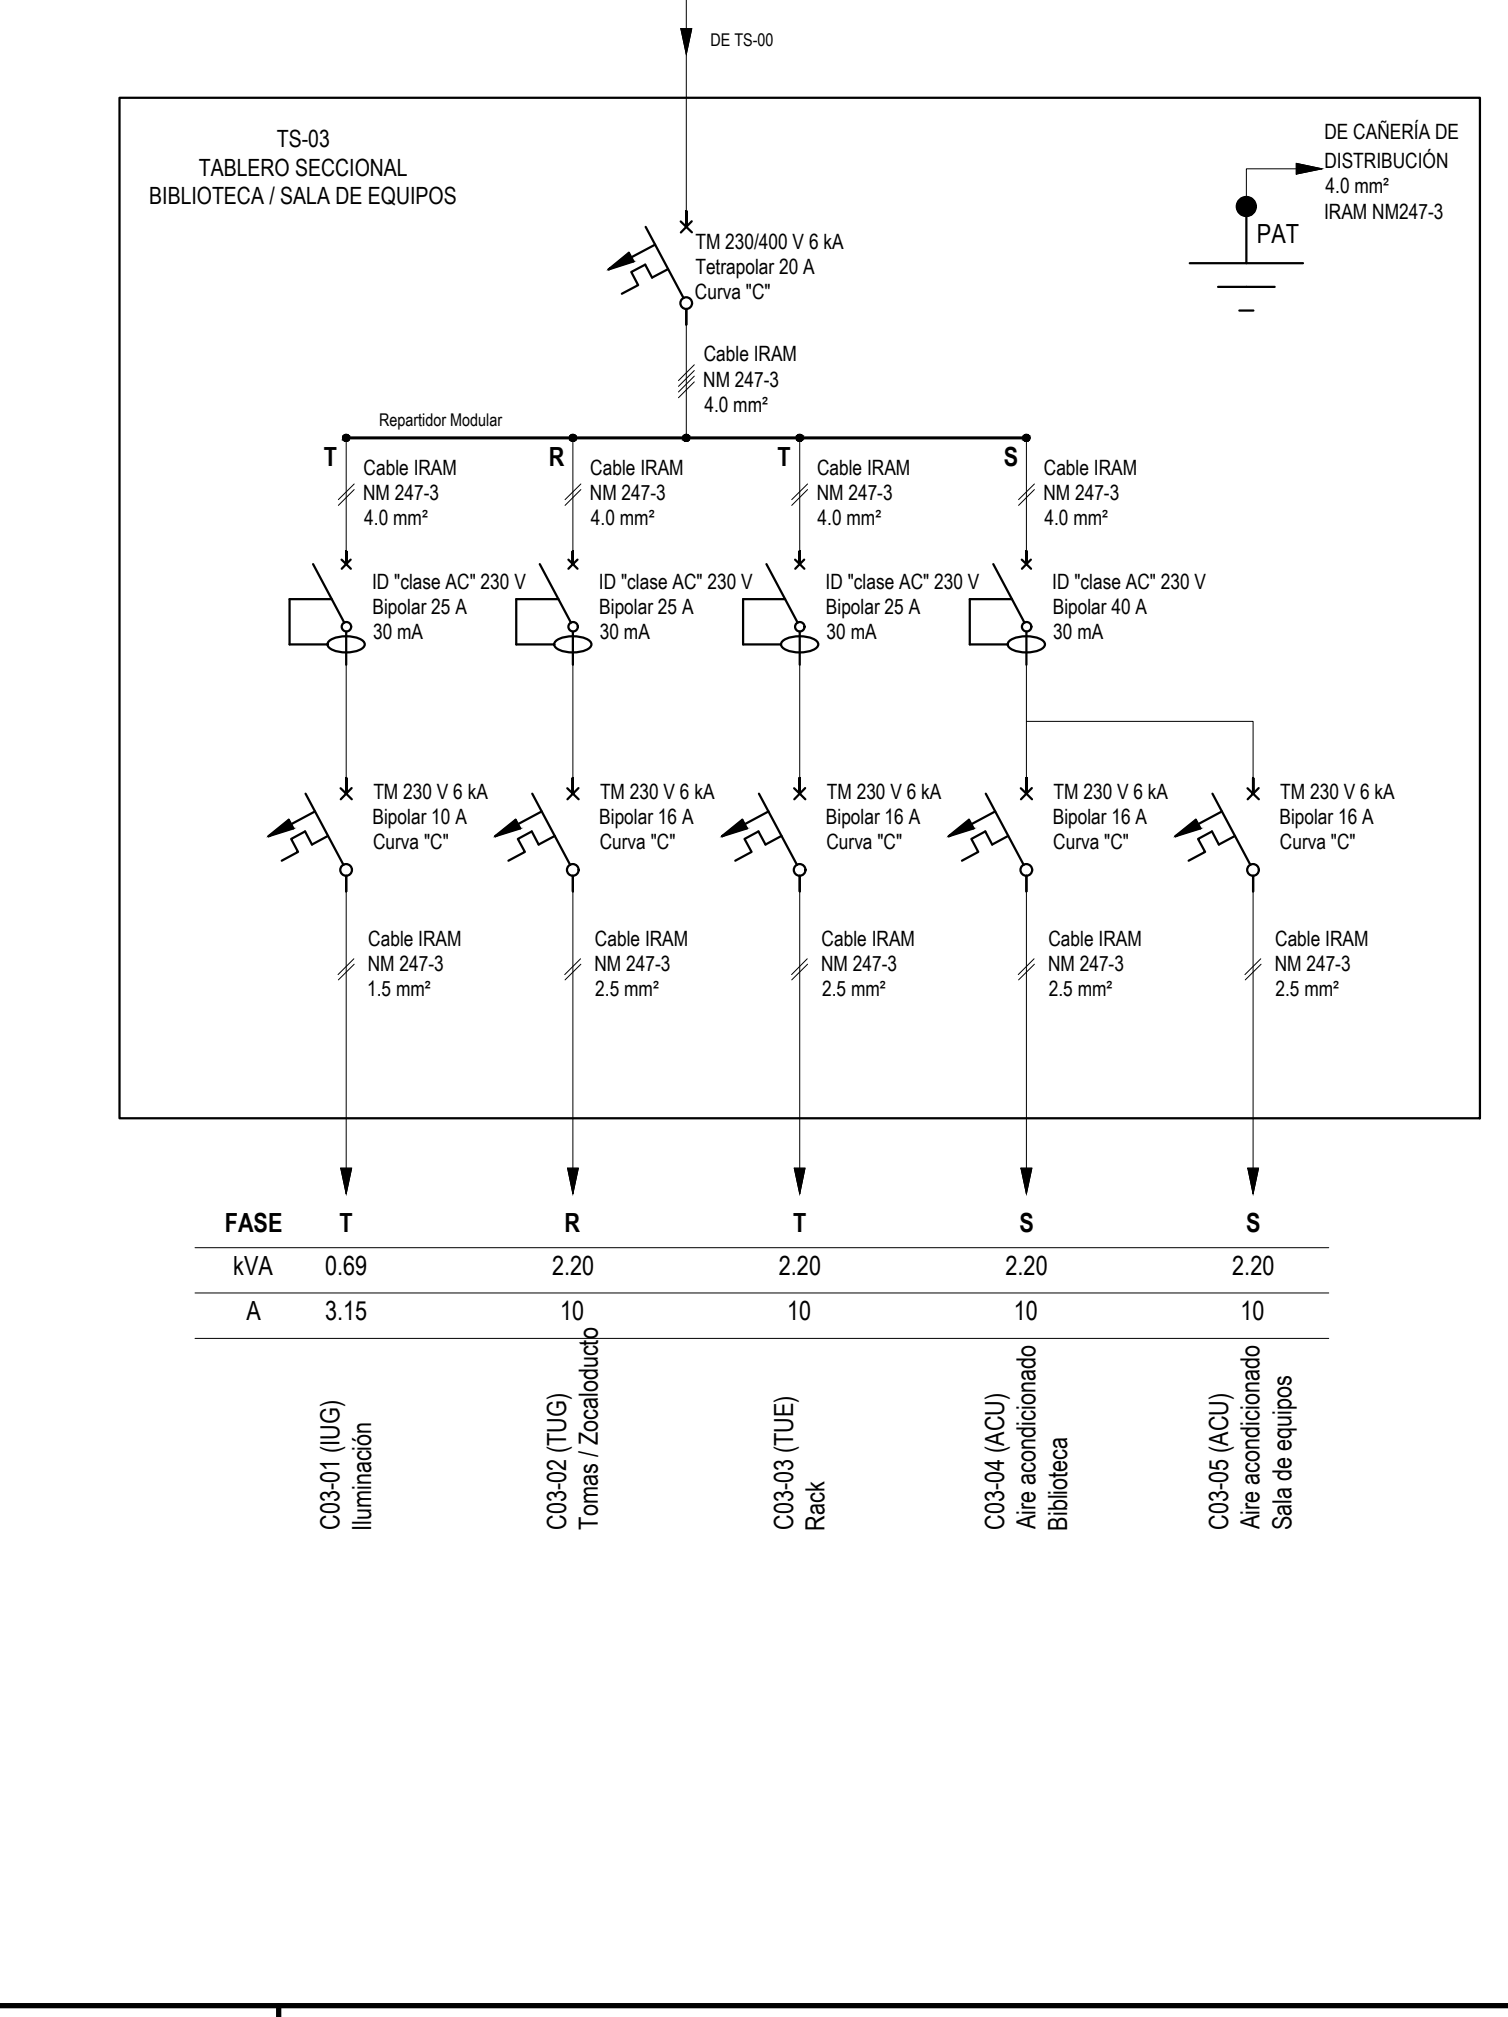 DE TS-00
TS-03
TABLERO SECCIONAL
BIBLIOTECA / SALA DE EQUIPOS
DE CAÑERÍA DE
DISTRIBUCIÓN
4.0 mm²
IRAM NM247-3
PAT
TM 230/400 V 6 kA
Tetrapolar 20 A
Curva "C"
Cable IRAM
NM 247-3
4.0 mm²
Repartidor Modular
T
Cable IRAM
NM 247-3
4.0 mm²
R
Cable IRAM
NM 247-3
4.0 mm²
T
Cable IRAM
NM 247-3
4.0 mm²
S
Cable IRAM
NM 247-3
4.0 mm²
ID "clase AC" 230 V
Bipolar 25 A
30 mA
ID "clase AC" 230 V
Bipolar 25 A
30 mA
ID "clase AC" 230 V
Bipolar 25 A
30 mA
ID "clase AC" 230 V
Bipolar 40 A
30 mA
TM 230 V 6 kA
Bipolar 10 A
Curva "C"
TM 230 V 6 kA
Bipolar 16 A
Curva "C"
TM 230 V 6 kA
Bipolar 16 A
Curva "C"
TM 230 V 6 kA
Bipolar 16 A
Curva "C"
TM 230 V 6 kA
Bipolar 16 A
Curva "C"
Cable IRAM
NM 247-3
1.5 mm²
Cable IRAM
NM 247-3
2.5 mm²
Cable IRAM
NM 247-3
2.5 mm²
Cable IRAM
NM 247-3
2.5 mm²
Cable IRAM
NM 247-3
2.5 mm²
FASE T R T S S
kVA 0.69 2.20 2.20 2.20 2.20
A 3.15 10 10 10 10
C03-01 (IUG)
Iluminación
C03-02 (TUG)
Tomas / Zocaloducto
C03-03 (TUE)
Rack
C03-04 (ACU)
Aire acondicionado
Biblioteca
C03-05 (ACU)
Aire acondicionado
Sala de equipos